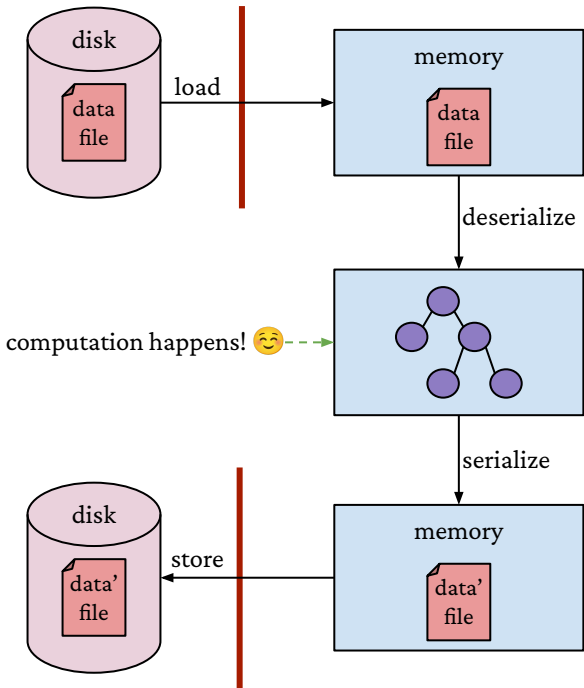 disk
data
file
load
memory
data
file
deserialize
computation happens! ☺️
serialize
disk
data’
file
store
memory
data’
file